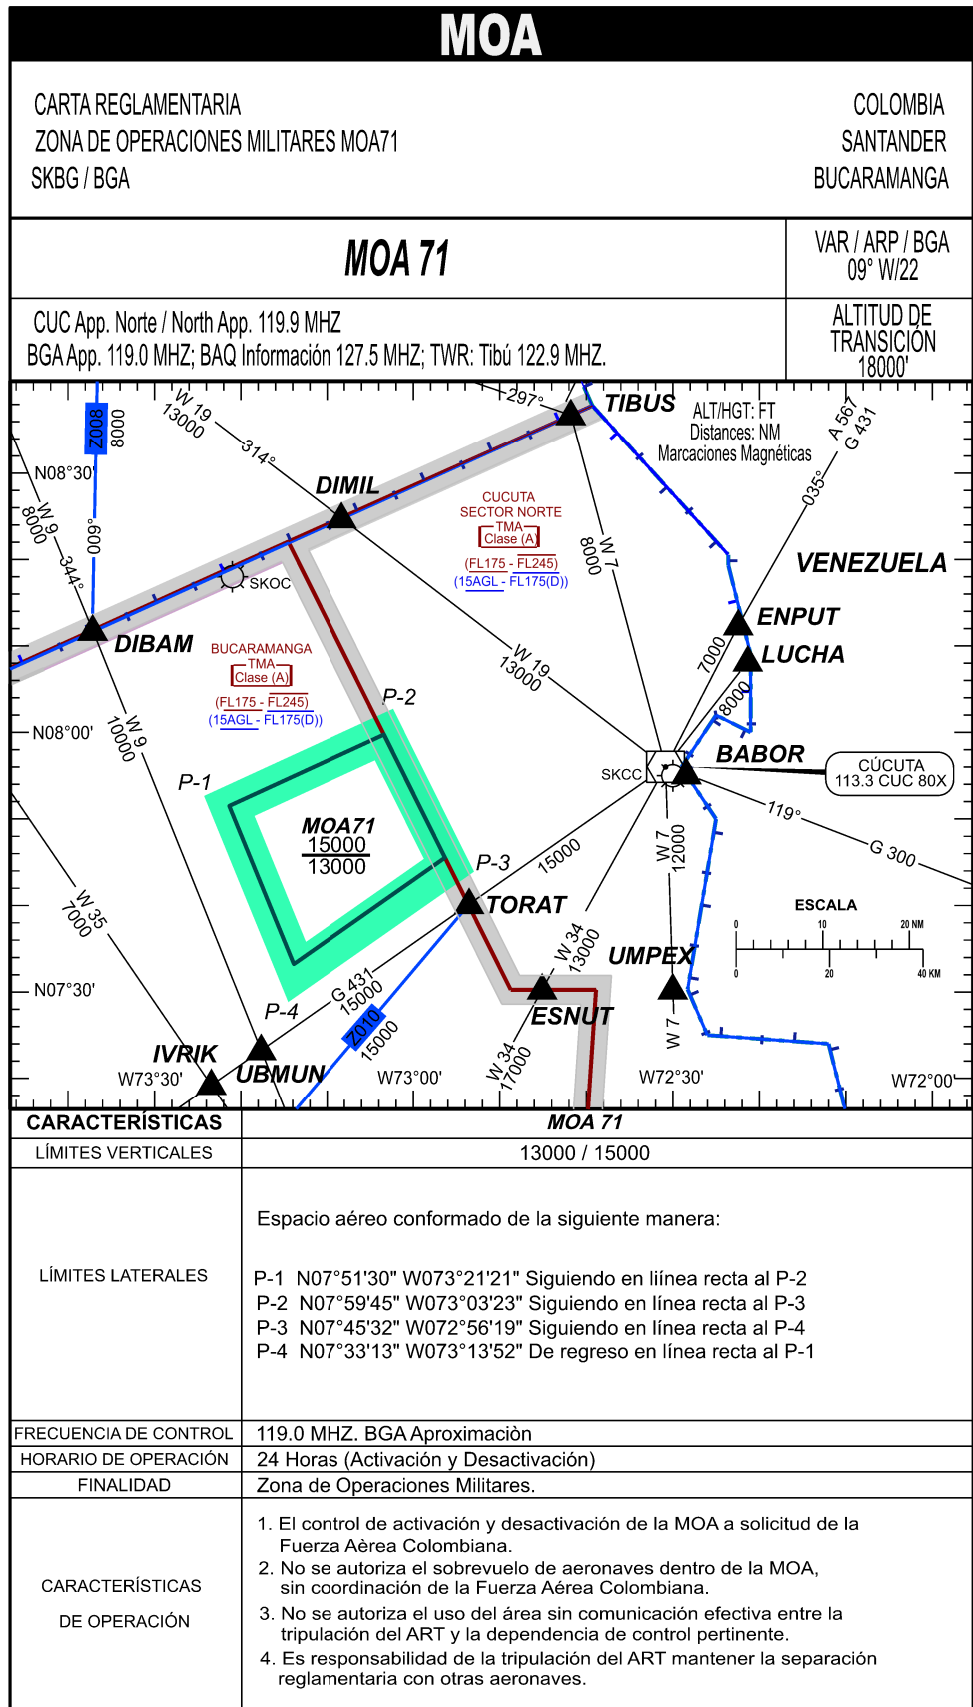 MOA
CARTA REGLAMENTARIA
ZONA DE OPERACIONES MILITARES MOA71
SKBG / BGA
COLOMBIA
SANTANDER
BUCARAMANGA
MOA 71
VAR / ARP / BGA
09° W/22
CUC App. Norte / North App. 119.9 MHZ
BGA App. 119.0 MHZ; BAQ Información 127.5 MHZ; TWR: Tibú 122.9 MHZ.
ALTITUD DE
TRANSICIÓN
18000'
Z008
8000
009°
W 19
13000
314°
297°
TIBUS
ALT/HGT: FT
Distances: NM
Marcaciones Magnéticas
A 567
G 431
035°
N08°30'
W 9
8000
344°
DIMIL
CUCUTA
SECTOR NORTE
TMA
Clase (A)
(FL175 - FL245)
(15AGL - FL175(D))
W 7
8000
VENEZUELA
SKOC
DIBAM
ENPUT
LUCHA
7000
8000
BUCARAMANGA
TMA
Clase (A)
(FL175 - FL245)
(15AGL - FL175(D))
W 19
13000
P-2
N08°00'
W 9
10000
BABOR
SKCC
CÚCUTA
113.3 CUC 80X
P-1
MOA71
15000
13000
119°
G 300
W 7
12000
15000
P-3
TORAT
W 35
7000
ESCALA
0 10 20 NM
0 20 40 KM
W 34
13000
UMPEX
N07°30'
G 431
15000
P-4
Z010
15000
ESNUT
W 7
IVRIK
UBMUN
W 34
17000
W73°30'
W73°00'
W72°30'
W72°00'
CARACTERÍSTICAS
MOA 71
LÍMITES VERTICALES
13000 / 15000
LÍMITES LATERALES
Espacio aéreo conformado de la siguiente manera:
P-1 N07°51'30" W073°21'21" Siguiendo en liínea recta al P-2
P-2 N07°59'45" W073°03'23" Siguiendo en línea recta al P-3
P-3 N07°45'32" W072°56'19" Siguiendo en línea recta al P-4
P-4 N07°33'13" W073°13'52" De regreso en línea recta al P-1
FRECUENCIA DE CONTROL
119.0 MHZ. BGA Aproximaciòn
HORARIO DE OPERACIÓN
24 Horas (Activación y Desactivación)
FINALIDAD
Zona de Operaciones Militares.
CARACTERÍSTICAS
DE OPERACIÓN
1. El control de activación y desactivación de la MOA a solicitud de la
Fuerza Aèrea Colombiana.
2. No se autoriza el sobrevuelo de aeronaves dentro de la MOA,
sin coordinación de la Fuerza Aérea Colombiana.
3. No se autoriza el uso del área sin comunicación efectiva entre la
tripulación del ART y la dependencia de control pertinente.
4. Es responsabilidad de la tripulación del ART mantener la separación
reglamentaria con otras aeronaves.